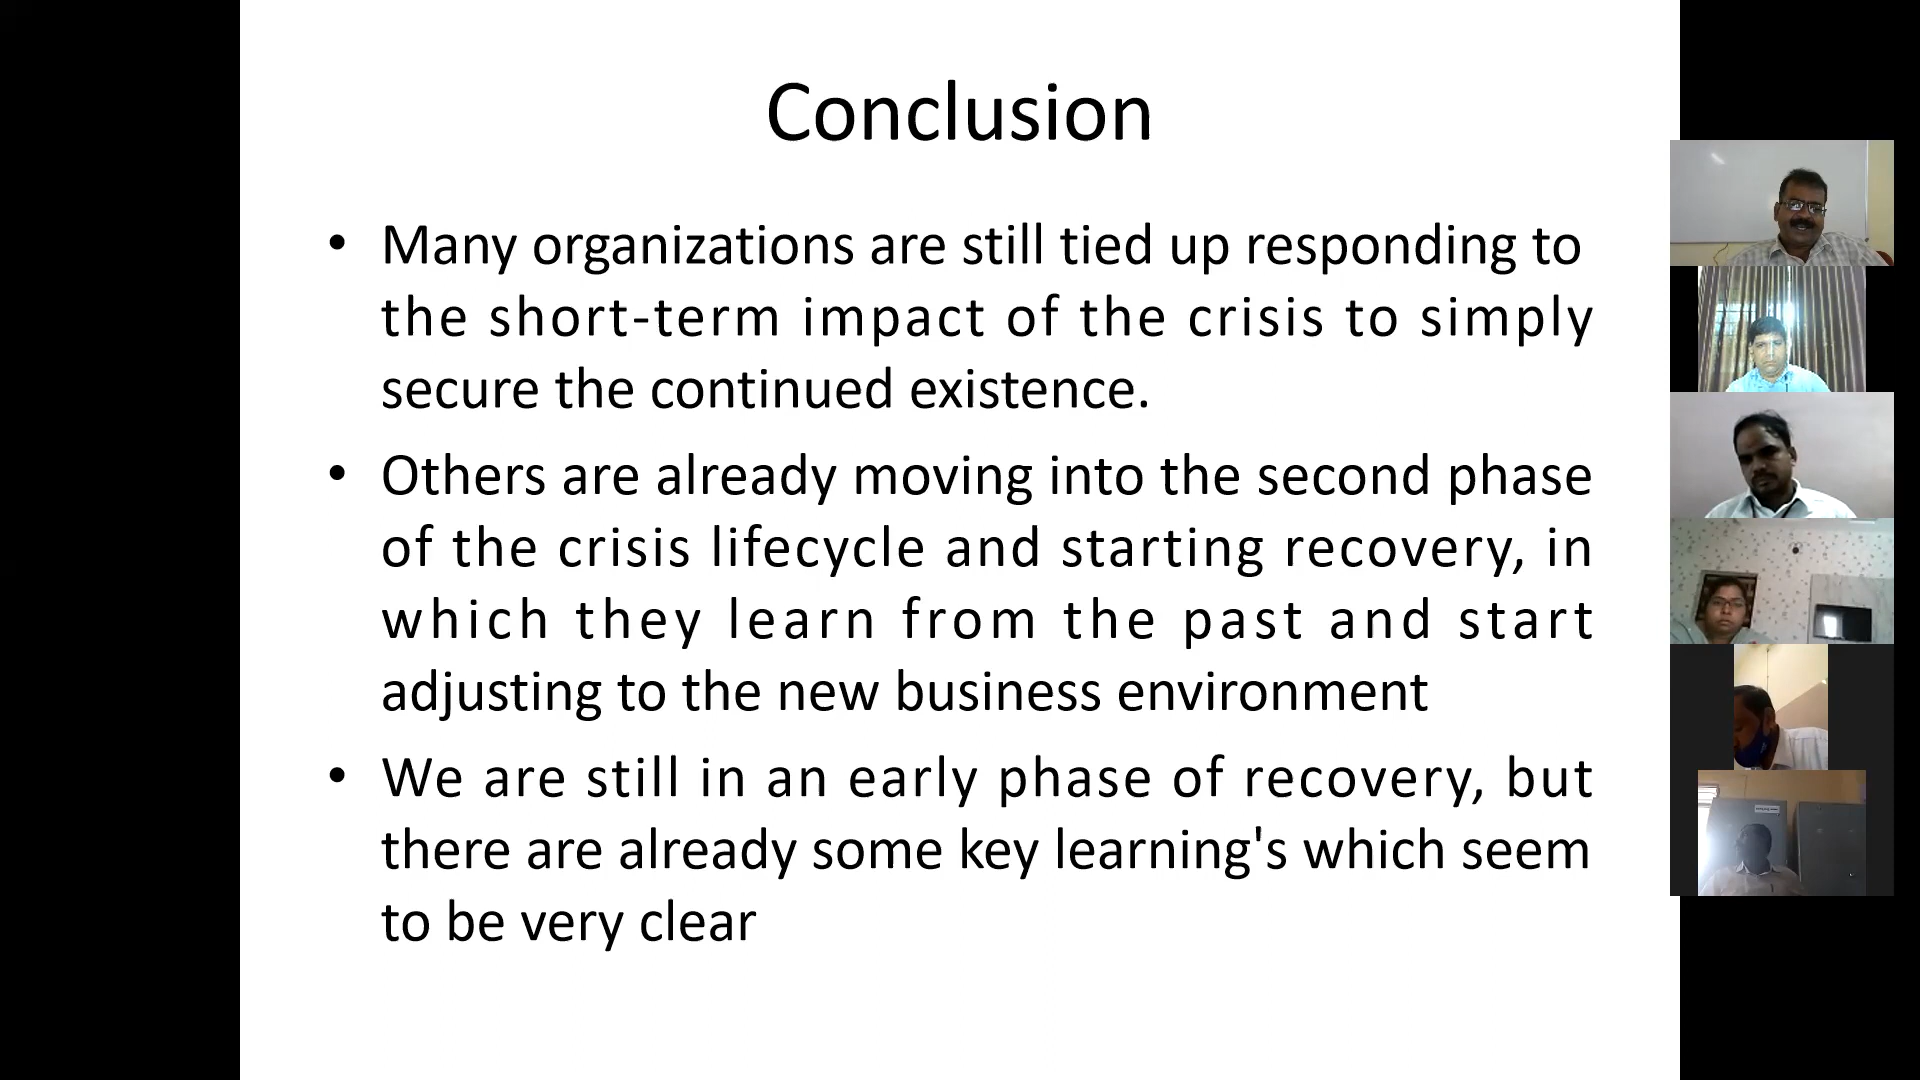 Conclusion
• Many organizations are still tied up responding to
the short-term impact of the crisis to simply
secure the continued existence.
• Others are already moving into the second phase
of the crisis lifecycle and starting recovery, in
which they learn from the past and start
adjusting to the new business environment
• We are still in an early phase of recovery, but
there are already some key learning's which seem
to be very clear